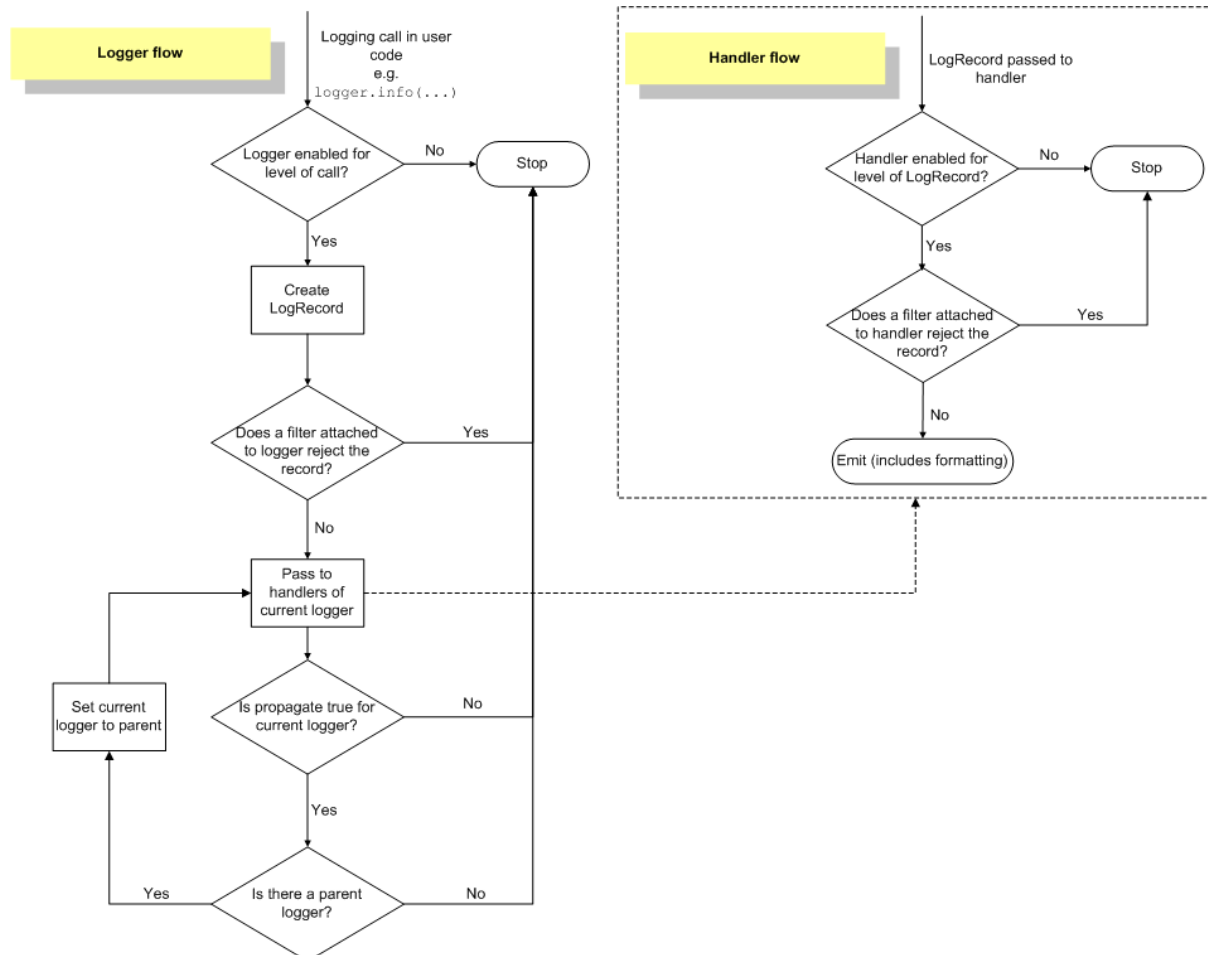 Logger flow
Logging call in user
code
e.g.
logger.info(...)
Logger enabled for
level of call?
No
Stop
Yes
Create
LogRecord
Does a filter attached
to logger reject the
record?
Yes
No
Pass to
handlers of
current logger
Set current
logger to parent
Is propagate true for
current logger?
No
Yes
Is there a parent
logger?
Yes
No
Handler flow
LogRecord passed to
handler
Handler enabled for
level of LogRecord?
No
Stop
Yes
Does a filter attached
to handler reject the
record?
Yes
No
Emit (includes formatting)